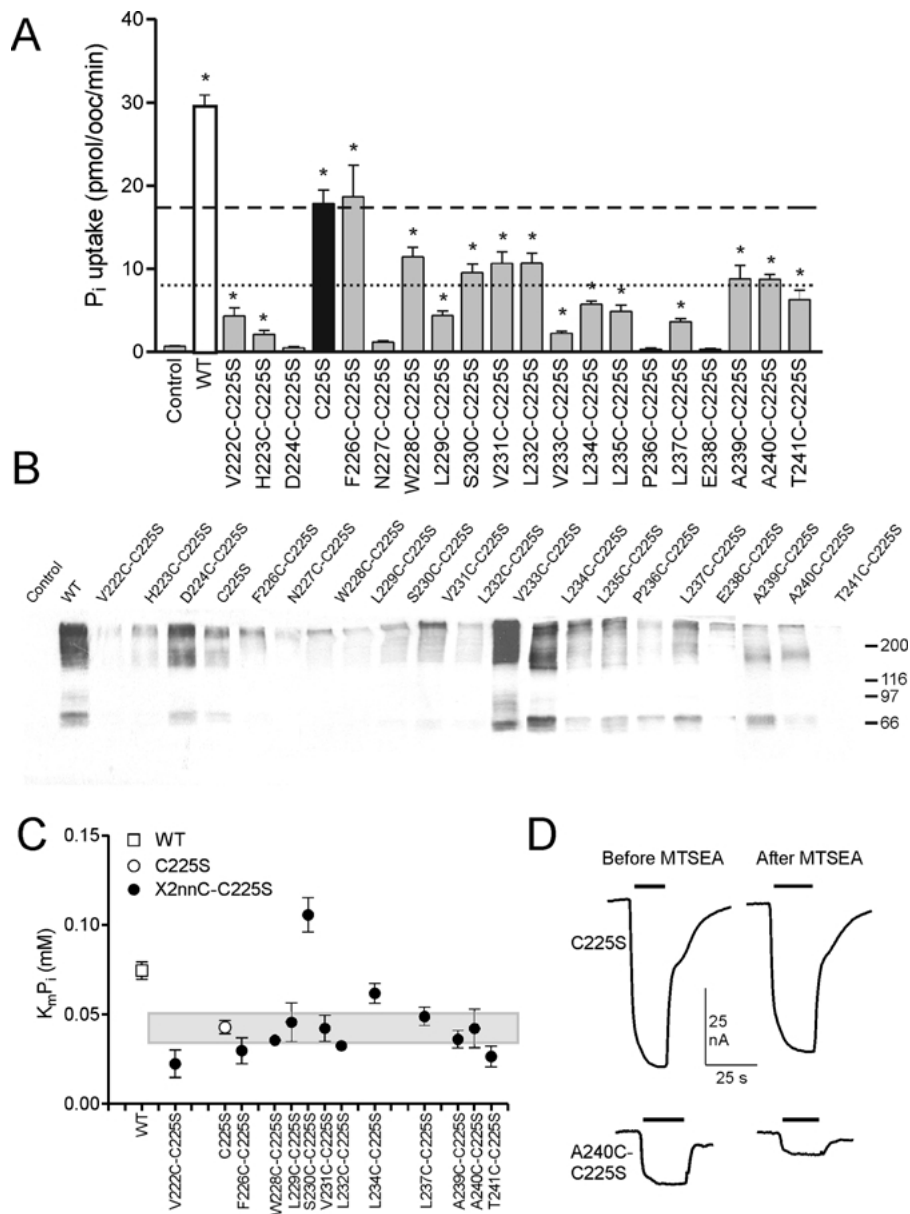 A
Pi uptake (pmol/ooc/min)
40
30
20
10
0
* * * * * * * * * * * * * * * * *
Control
WT
V222C-C225S
H223C-C225S
D224C-C225S
C225S
F226C-C225S
N227C-C225S
W228C-C225S
L229C-C225S
S230C-C225S
V231C-C225S
L232C-C225S
V233C-C225S
L234C-C225S
L235C-C225S
P236C-C225S
L237C-C225S
E238C-C225S
A239C-C225S
A240C-C225S
T241C-C225S
B
Control
WT
V222C-C225S
H223C-C225S
D224C-C225S
C225S
F226C-C225S
N227C-C225S
W228C-C225S
L229C-C225S
S230C-C225S
V231C-C225S
L232C-C225S
V233C-C225S
L234C-C225S
L235C-C225S
P236C-C225S
L237C-C225S
E238C-C225S
A239C-C225S
A240C-C225S
T241C-C225S
200
116
97
66
C
KmPi (mM)
0.15
0.10
0.05
0.00
WT
C225S
X2nnC-C225S
WT
V222C-C225S
C225S
F226C-C225S
W228C-C225S
L229C-C225S
S230C-C225S
V231C-C225S
L232C-C225S
L234C-C225S
L237C-C225S
A239C-C225S
A240C-C225S
T241C-C225S
D
Before MTSEA
After MTSEA
C225S
25
nA
25 s
A240C-
C225S